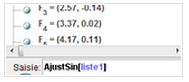 F3 = (2.57, -0.14)
F4 = (3.37, 0.02)
F5 = (4.17, 0.11)
Saisie: AjustSin[liste1]